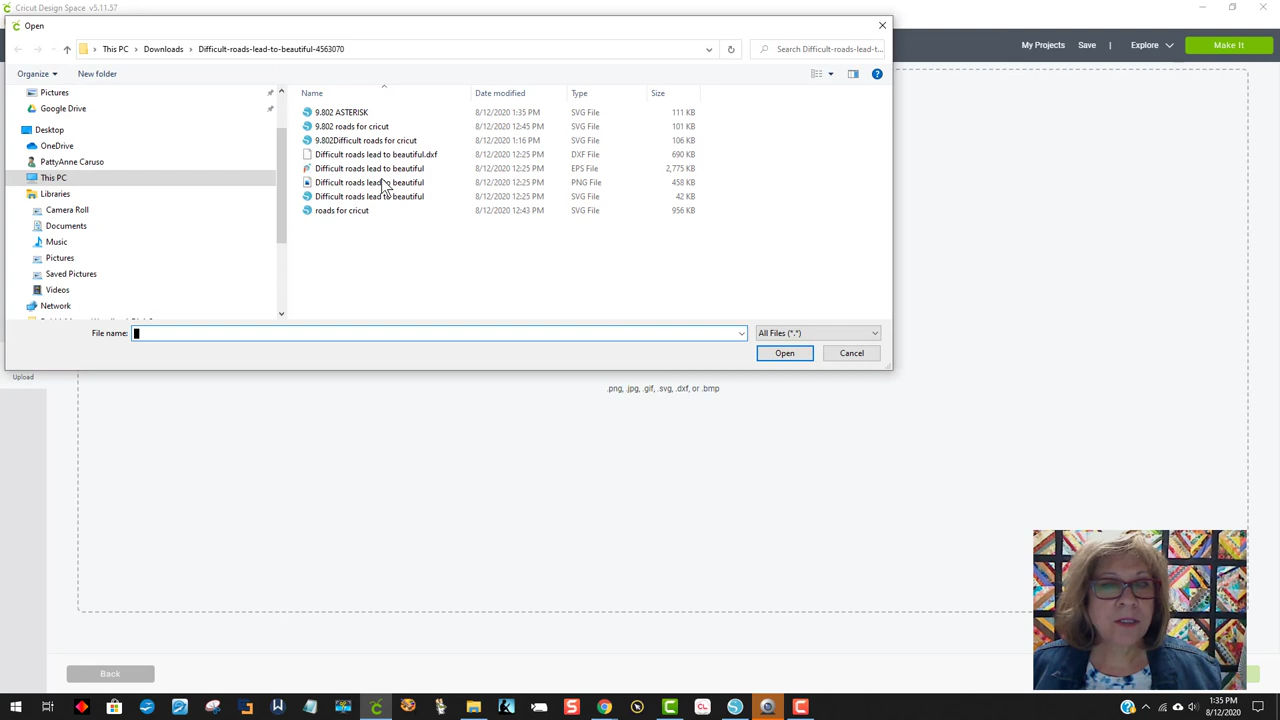 Cricut Design Space v5.11.57
Open
This PC > Downloads > Difficult-roads-lead-to-beautiful-4563070
Search Difficult-roads-lead-t...
My Projects Save | Explore Make It
Organize New folder
Name Date modified Type Size
Pictures
Google Drive
Desktop
OneDrive
PattyAnne Caruso
This PC
Libraries
Camera Roll
Documents
Music
Pictures
Saved Pictures
Videos
Network
9.802 ASTERISK 8/12/2020 1:35 PM SVG File 111 KB
9.802 roads for cricut 8/12/2020 12:45 PM SVG File 101 KB
9.802Difficult roads for cricut 8/12/2020 1:16 PM SVG File 106 KB
Difficult roads lead to beautiful.dxf 8/12/2020 12:25 PM DXF File 690 KB
Difficult roads lead to beautiful 8/12/2020 12:25 PM EPS File 2,775 KB
Difficult roads lead to beautiful 8/12/2020 12:25 PM PNG File 458 KB
Difficult roads lead to beautiful 8/12/2020 12:25 PM SVG File 42 KB
roads for cricut 8/12/2020 12:43 PM SVG File 956 KB
File name:
All Files (*.*)
Open Cancel
Upload
.png, .jpg, .gif, .svg, .dxf, or .bmp
Back
1:35 PM
8/12/2020